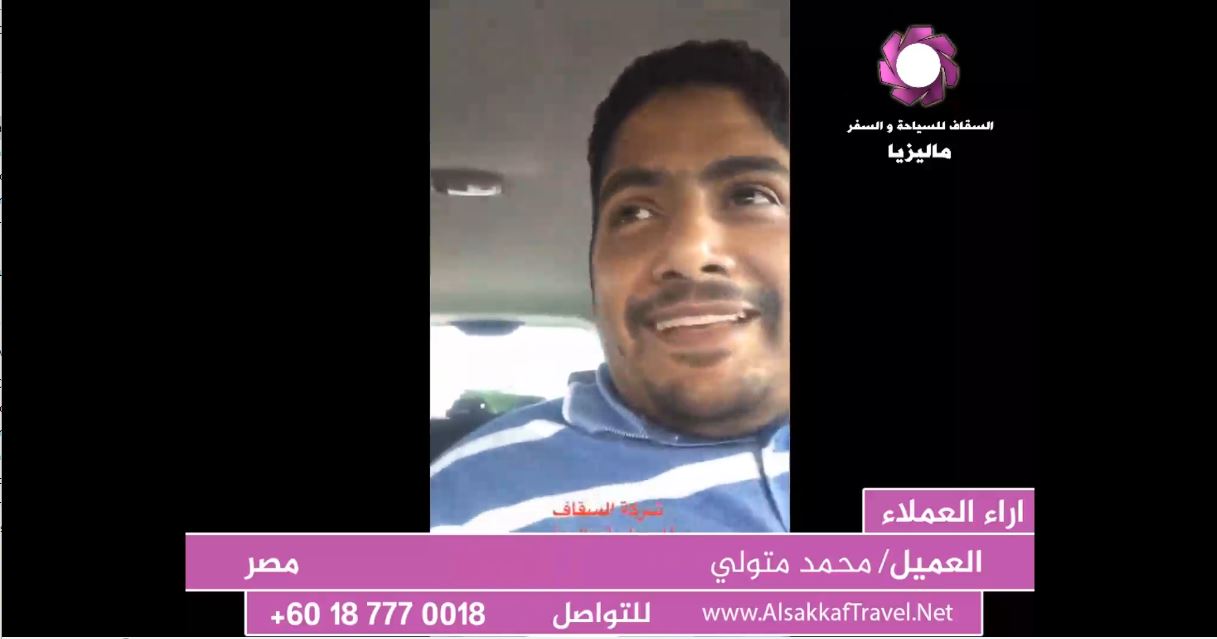 السقاف للسياحة و السفر
ماليزيا
شركة السقاف
اراء العملاء
العميل/ محمد متولي
مصر
www.AlsakkafTravel.Net
للتواصل
+60 18 777 0018